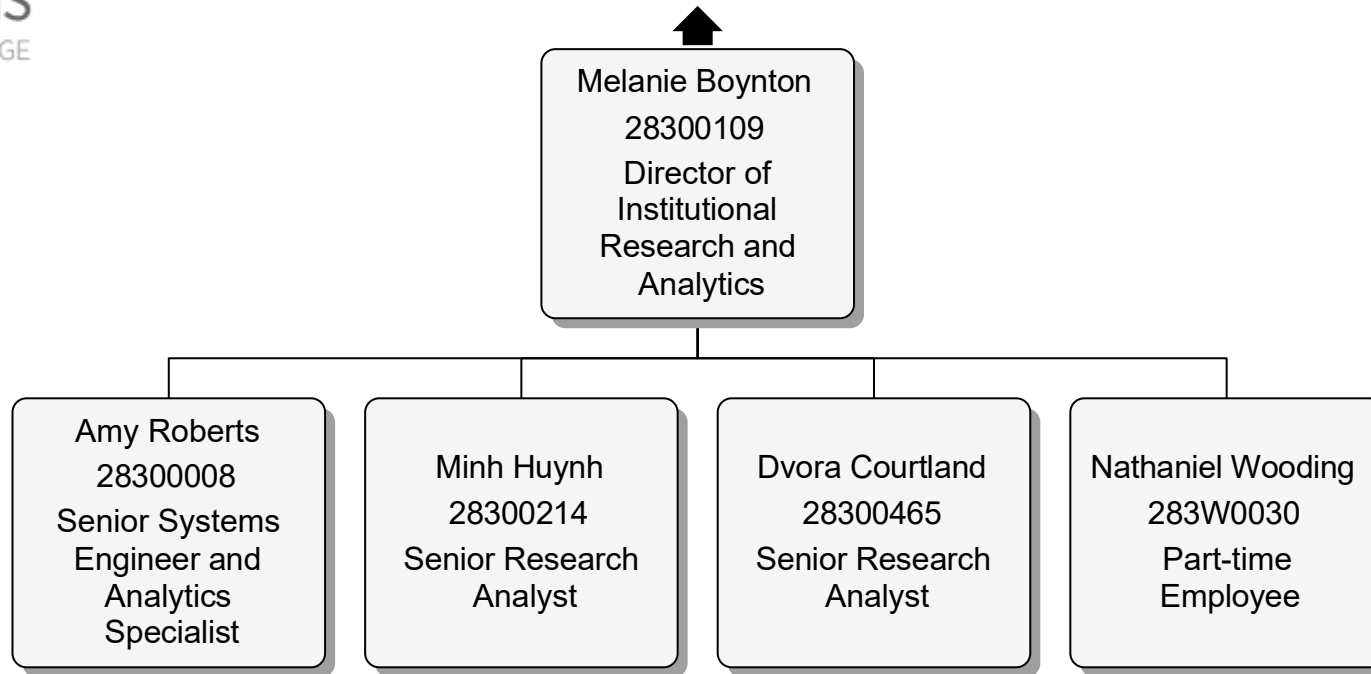 S
GE
Melanie Boynton
28300109
Director of
Institutional
Research and
Analytics
Amy Roberts
28300008
Senior Systems
Engineer and
Analytics
Specialist
Minh Huynh
28300214
Senior Research
Analyst
Dvora Courtland
28300465
Senior Research
Analyst
Nathaniel Wooding
283W0030
Part-time
Employee